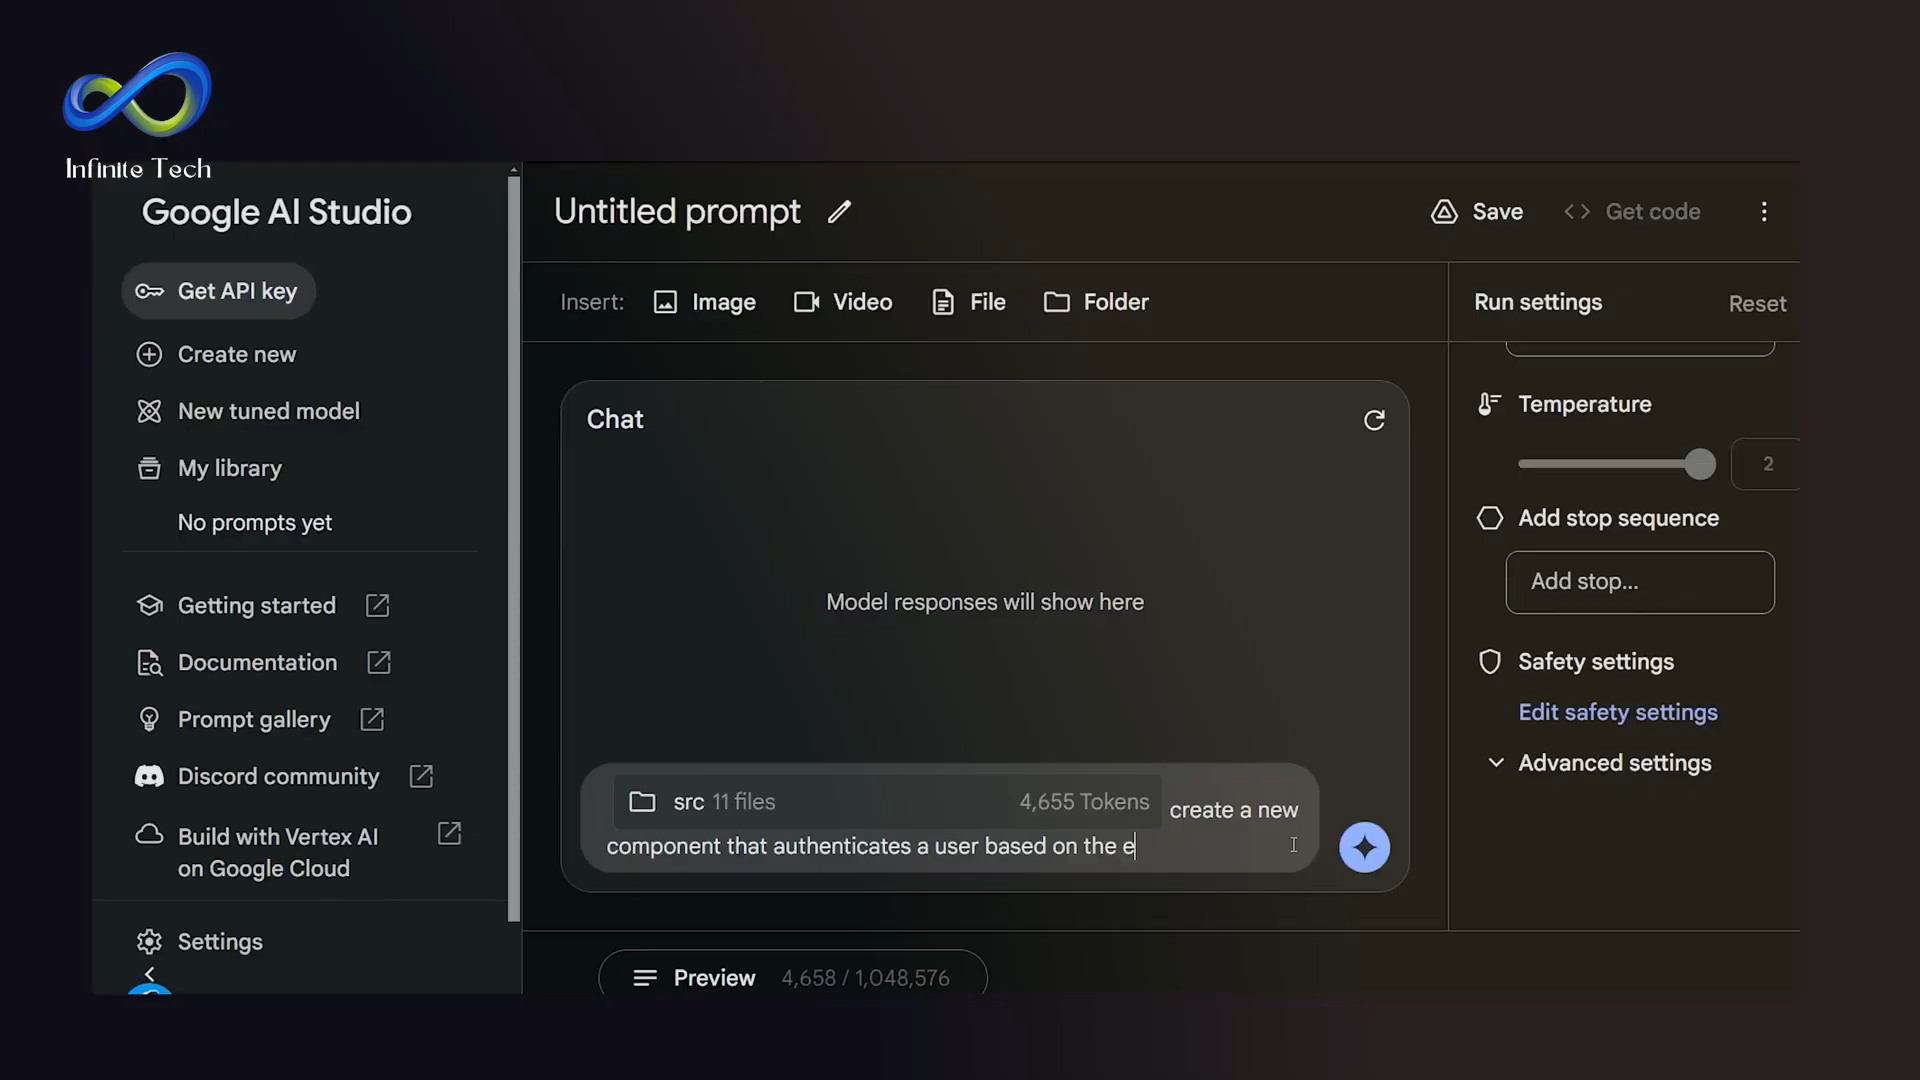 Infinite Tech
Google AI Studio
Get API key
Create new
New tuned model
My library
No prompts yet
Getting started
Documentation
Prompt gallery
Discord community
Build with Vertex AI
on Google Cloud
Settings
Untitled prompt
Save
<> Get code
Insert: Image Video File Folder
Chat
Model responses will show here
src 11 files 4,655 Tokens create a new
component that authenticates a user based on the e
Preview 4,658 / 1,048,576
Run settings Reset
Temperature
2
Add stop sequence
Add stop...
Safety settings
Edit safety settings
Advanced settings